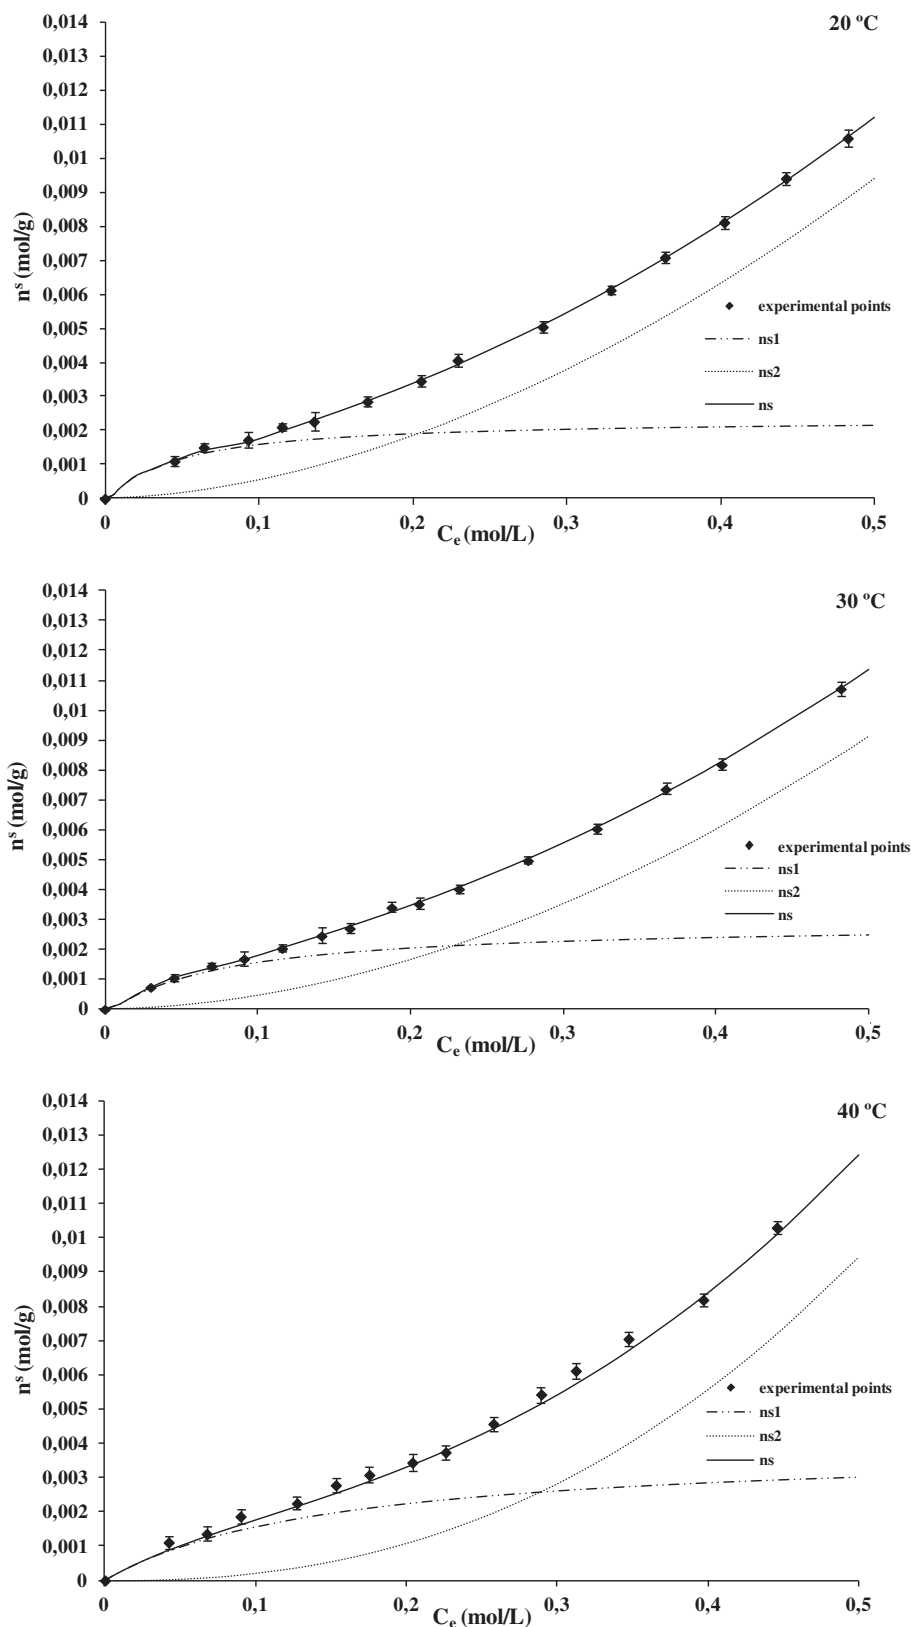 20 ºC
0,014
0,013
0,012
0,011
0,01
0,009
0,008
0,007
0,006
0,005
0,004
0,003
0,002
0,001
0
nˢ (mol/g)
experimental points
ns1
ns2
ns
0 0,1 0,2 0,3 0,4 0,5
Cₑ (mol/L)
30 ºC
0,014
0,013
0,012
0,011
0,01
0,009
0,008
0,007
0,006
0,005
0,004
0,003
0,002
0,001
0
nˢ (mol/g)
experimental points
ns1
ns2
ns
0 0,1 0,2 0,3 0,4 0,5
Cₑ (mol/L)
40 ºC
0,014
0,013
0,012
0,011
0,01
0,009
0,008
0,007
0,006
0,005
0,004
0,003
0,002
0,001
0
nˢ (mol/g)
experimental points
ns1
ns2
ns
0 0,1 0,2 0,3 0,4 0,5
Cₑ (mol/L)